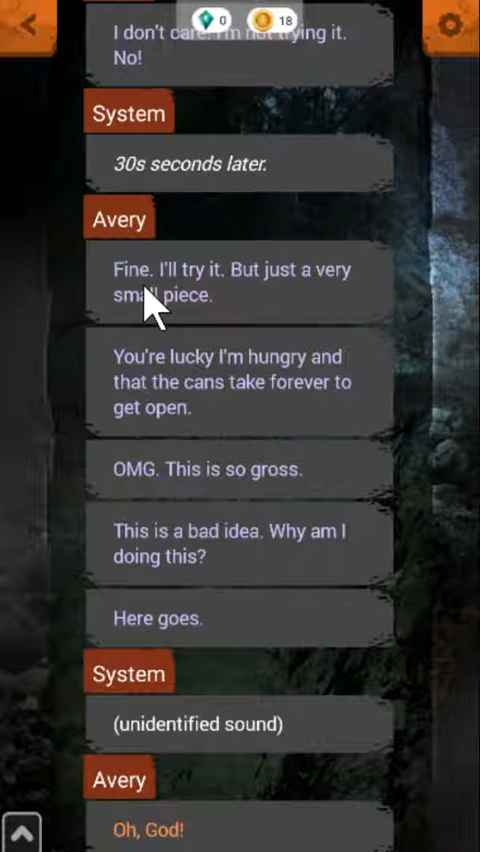 0 18
I don't care. I'm not trying it.
No!
System
30s seconds later.
Avery
Fine. I'll try it. But just a very
small piece.
You're lucky I'm hungry and
that the cans take forever to
get open.
OMG. This is so gross.
This is a bad idea. Why am I
doing this?
Here goes.
System
(unidentified sound)
Avery
Oh, God!